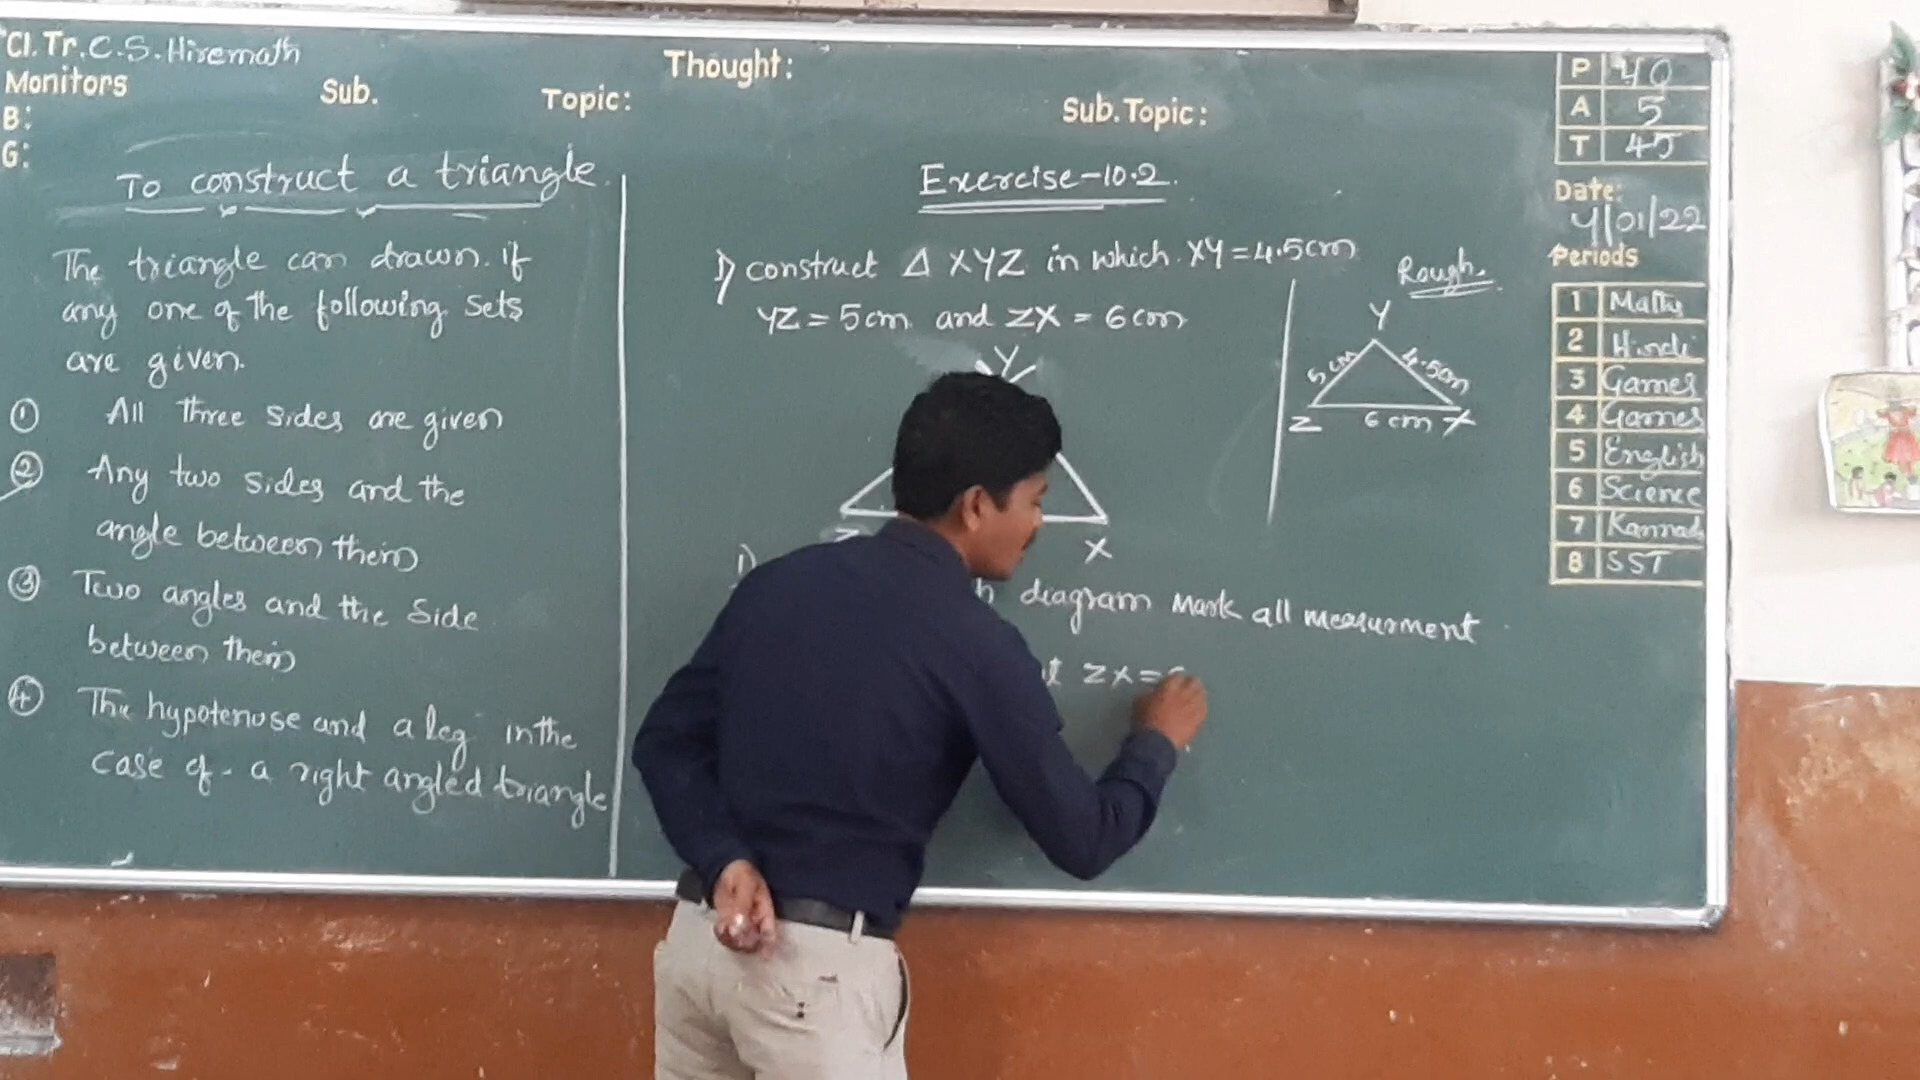 Cl. Tr. C. S. Hiremath
Monitors
B:
G:
Sub.
Topic:
Thought:
Sub. Topic:
To construct a triangle.
The triangle can drawn. if
any one of the following sets
are given.
① All three sides are given
② Any two sides and the
angle between them
③ Two angles and the side
between them
④ The hypotenuse and a leg in the
case of a right angled triangle
Exercise-10.2.
1) construct Δ XYZ in which XY = 4.5cm
YZ = 5cm and ZX = 6cm
Y
Z
X
1)
diagram Mark all measurment
ZX =
Rough.
Y
5cm
4.5cm
Z
6 cm
X
P 40
A 5
T 45
Date:
4/01/22
Periods
1 Maths
2 Hindi
3 Games
4 Games
5 English
6 Science
7 Kannada
8 SST